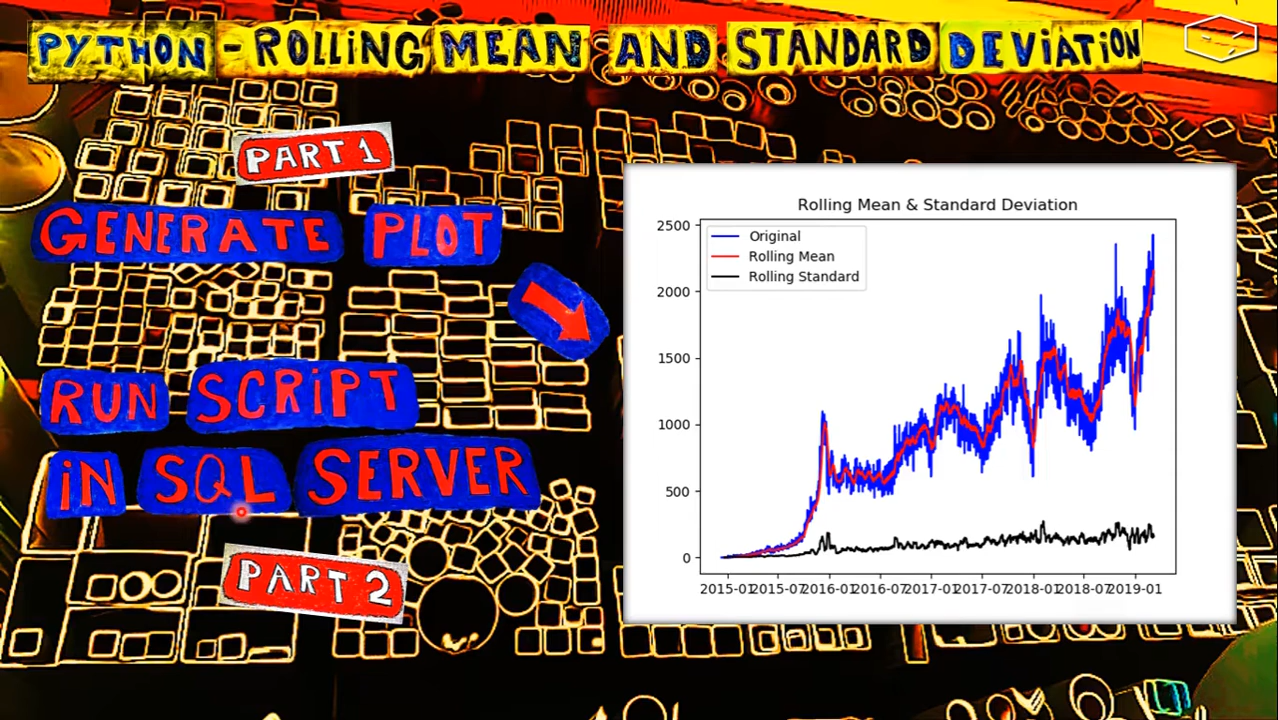 PYTHON - ROLLiNG MEAN AND STANDARD DEViATiON
PART 1
GENERATE PLOT
RUN SCRiPT
iN SQL SERVER
PART 2
Rolling Mean & Standard Deviation
Original
Rolling Mean
Rolling Standard
2500
2000
1500
1000
500
0
2015-01 2015-07 2016-01 2016-07 2017-01 2017-07 2018-01 2018-07 2019-01